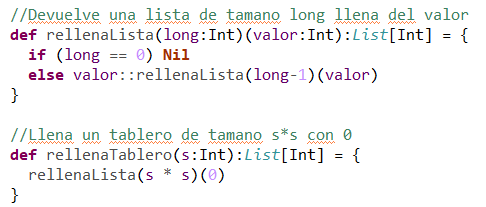 //Devuelve una lista de tamano long llena del valor
def rellenaLista(long:Int)(valor:Int):List[Int] = {
  if (long == 0) Nil
  else valor::rellenaLista(long-1)(valor)
}

//Llena un tablero de tamano s*s con 0
def rellenaTablero(s:Int):List[Int] = {
  rellenaLista(s * s)(0)
}